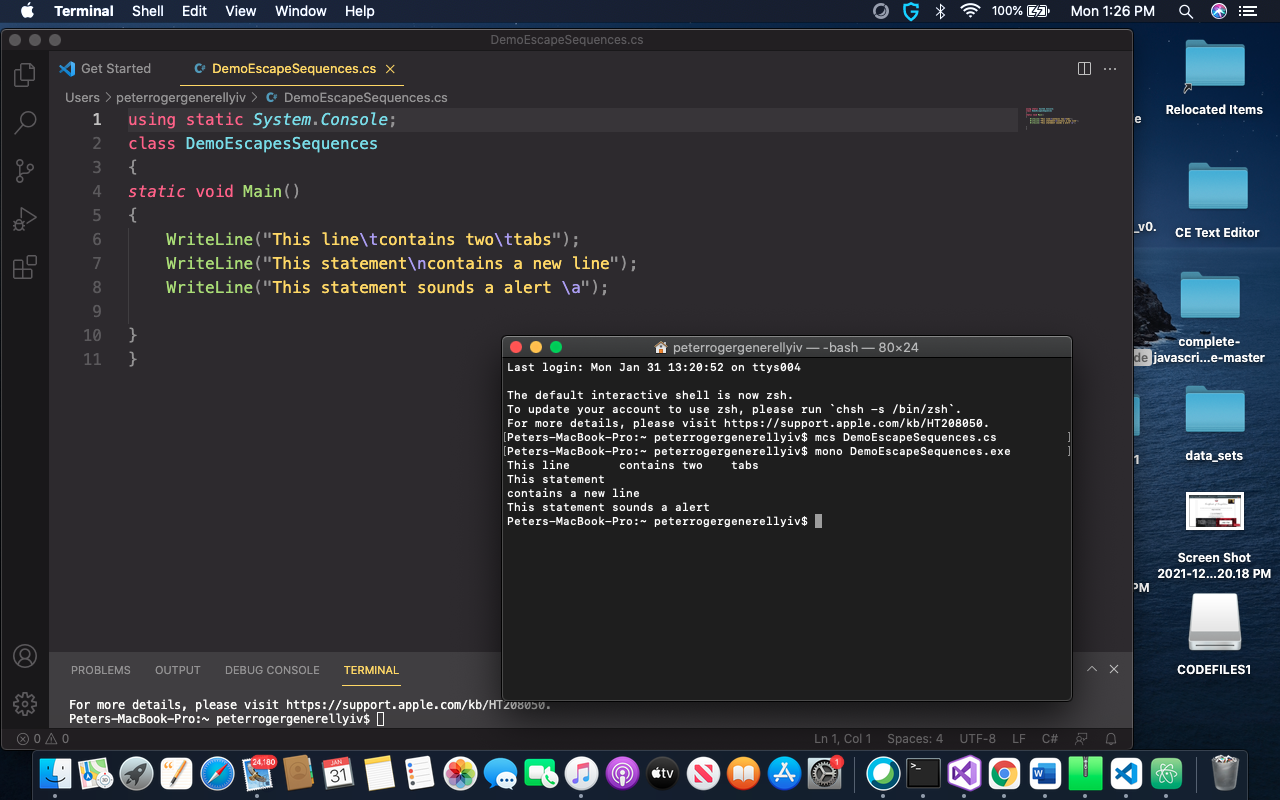 Terminal Shell Edit View Window Help 100% Mon 1:26 PM
DemoEscapeSequences.cs
Get Started DemoEscapeSequences.cs
Users > peterrogergenerellyiv > DemoEscapeSequences.cs
1 using static System.Console;
2 class DemoEscapesSequences
3 {
4 static void Main()
5 {
6 WriteLine("This line\tcontains two\ttabs");
7 WriteLine("This statement\ncontains a new line");
8 WriteLine("This statement sounds a alert \a");
9
10 }
11 }
peterrogergenerellyiv — -bash — 80×24
Last login: Mon Jan 31 13:20:52 on ttys004
The default interactive shell is now zsh.
To update your account to use zsh, please run `chsh -s /bin/zsh`.
For more details, please visit https://support.apple.com/kb/HT208050.
[Peters-MacBook-Pro:~ peterrogergenerellyiv$ mcs DemoEscapeSequences.cs ]
[Peters-MacBook-Pro:~ peterrogergenerellyiv$ mono DemoEscapeSequences.exe ]
This line contains two tabs
This statement
contains a new line
This statement sounds a alert
Peters-MacBook-Pro:~ peterrogergenerellyiv$
PROBLEMS OUTPUT DEBUG CONSOLE TERMINAL
For more details, please visit https://support.apple.com/kb/HT208050.
Peters-MacBook-Pro:~ peterrogergenerellyiv$
0 0 Ln 1, Col 1 Spaces: 4 UTF-8 LF C#
Relocated Items
e
_v0.
CE Text Editor
complete-
de javascri...e-master
data_sets
1
Screen Shot
2021-12...20.18 PM
PM
CODEFILES1
24,180
JAN
31
1